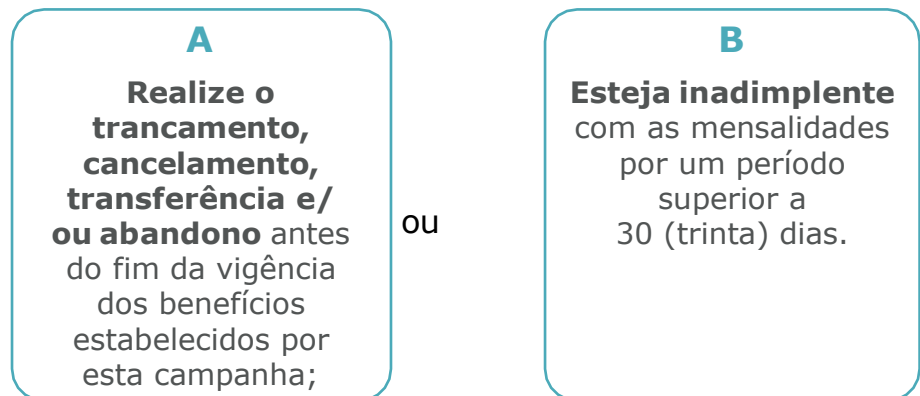 A
Realize o
trancamento,
cancelamento,
transferência e/
ou abandono antes
do fim da vigência
dos benefícios
estabelecidos por
esta campanha;
ou
B
Esteja inadimplente
com as mensalidades
por um período
superior a
30 (trinta) dias.